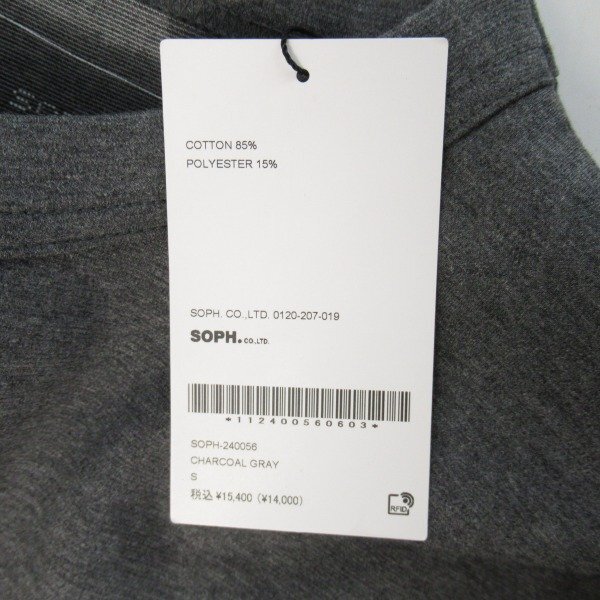 COTTON 85%
POLYESTER 15%
SOPH. CO.,LTD. 0120-207-019
SOPH. CO.,LTD.
*112400560603*
SOPH-240056
CHARCOAL GRAY
S
税込 ¥15,400 (¥14,000)
RFID